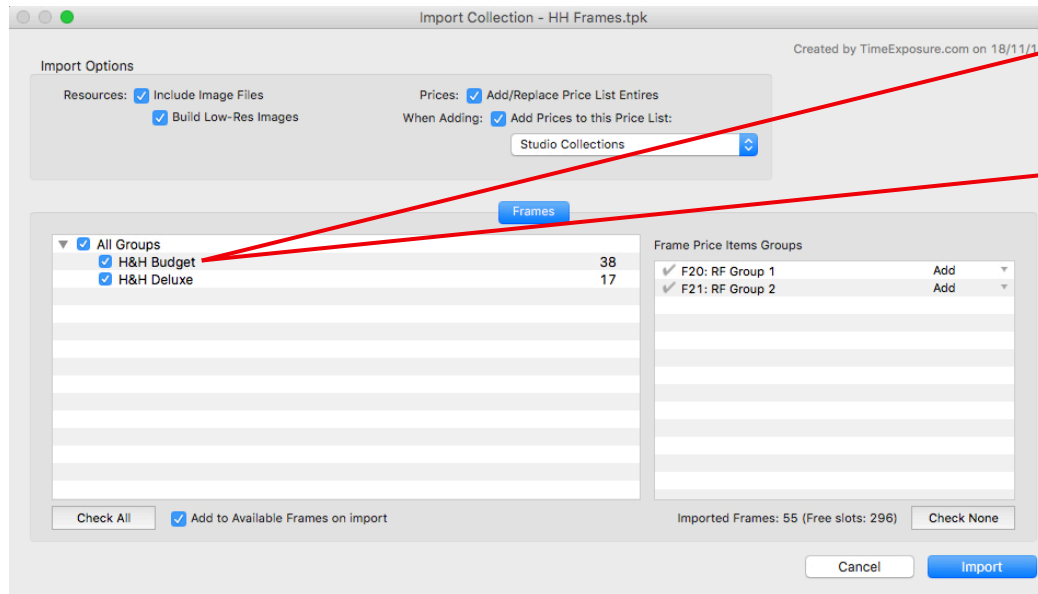 Import Collection - HH Frames.tpk
Created by TimeExposure.com on 18/11/1
Import Options
Resources: Include Image Files
Prices: Add/Replace Price List Entires
Build Low-Res Images
When Adding: Add Prices to this Price List:
Studio Collections
Frames
All Groups
Frame Price Items Groups
H&H Budget 38
H&H Deluxe 17
F20: RF Group 1 Add
F21: RF Group 2 Add
Check All
Add to Available Frames on import
Imported Frames: 55 (Free slots: 296)
Check None
Cancel
Import